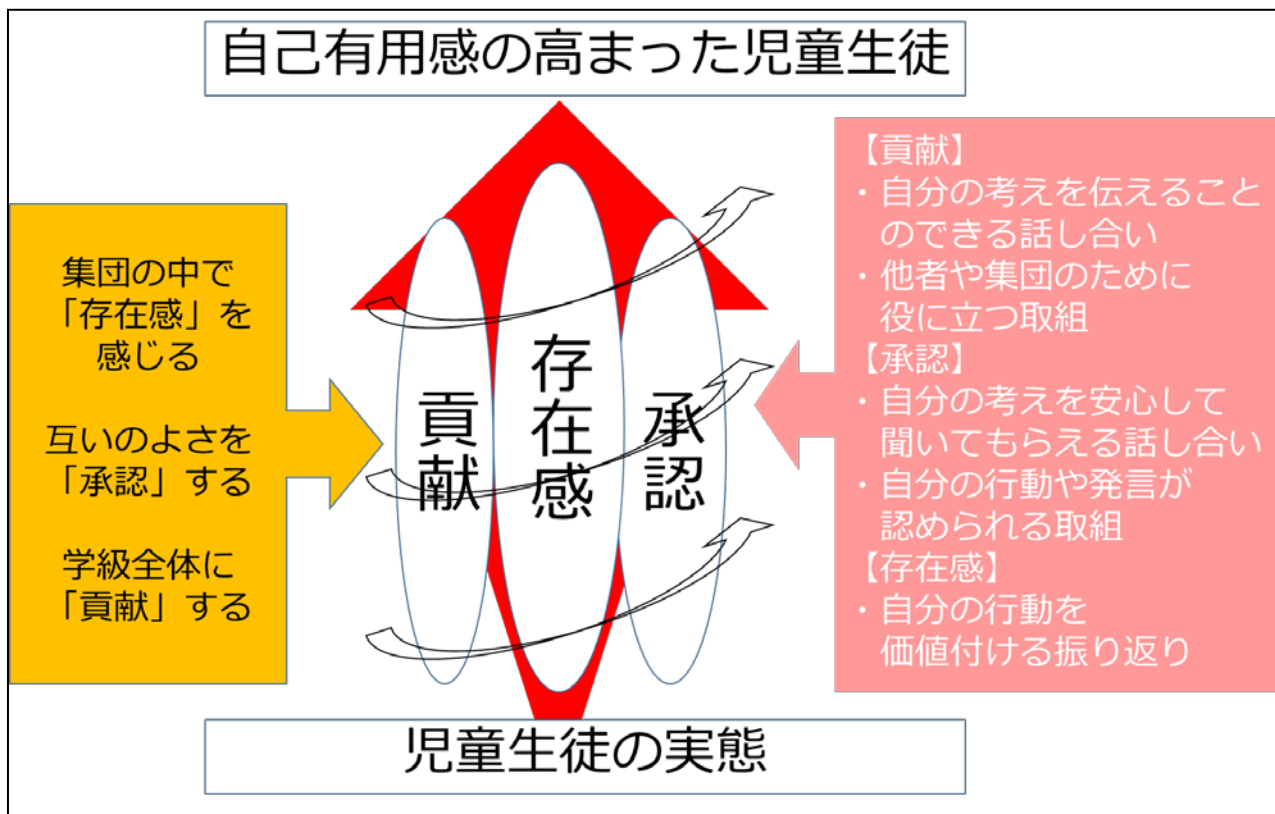 自己有用感の高まった児童生徒
集団の中で
「存在感」を
感じる
互いのよさを
「承認」する
学級全体に
「貢献」する
貢献
存在感
承認
【貢献】
・自分の考えを伝えること
のできる話し合い
・他者や集団のために
役に立つ取組
【承認】
・自分の考えを安心して
聞いてもらえる話し合い
・自分の行動や発言が
認められる取組
【存在感】
・自分の行動を
価値付ける振り返り
児童生徒の実態